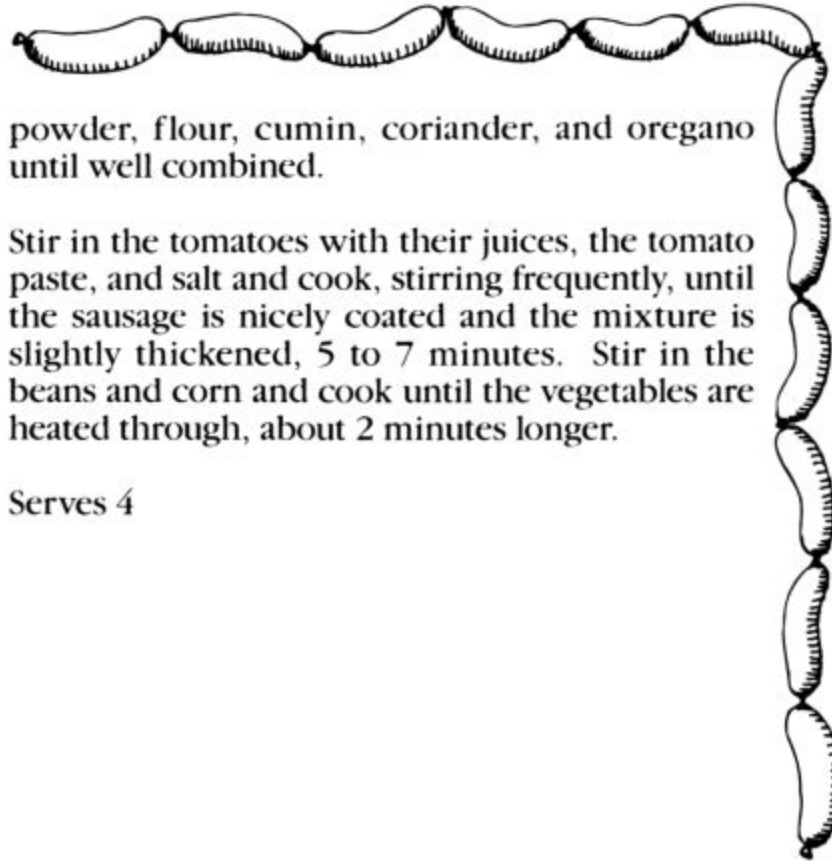 powder, flour, cumin, coriander, and oregano
until well combined.
Stir in the tomatoes with their juices, the tomato
paste, and salt and cook, stirring frequently, until
the sausage is nicely coated and the mixture is
slightly thickened, 5 to 7 minutes. Stir in the
beans and corn and cook until the vegetables are
heated through, about 2 minutes longer.
Serves 4